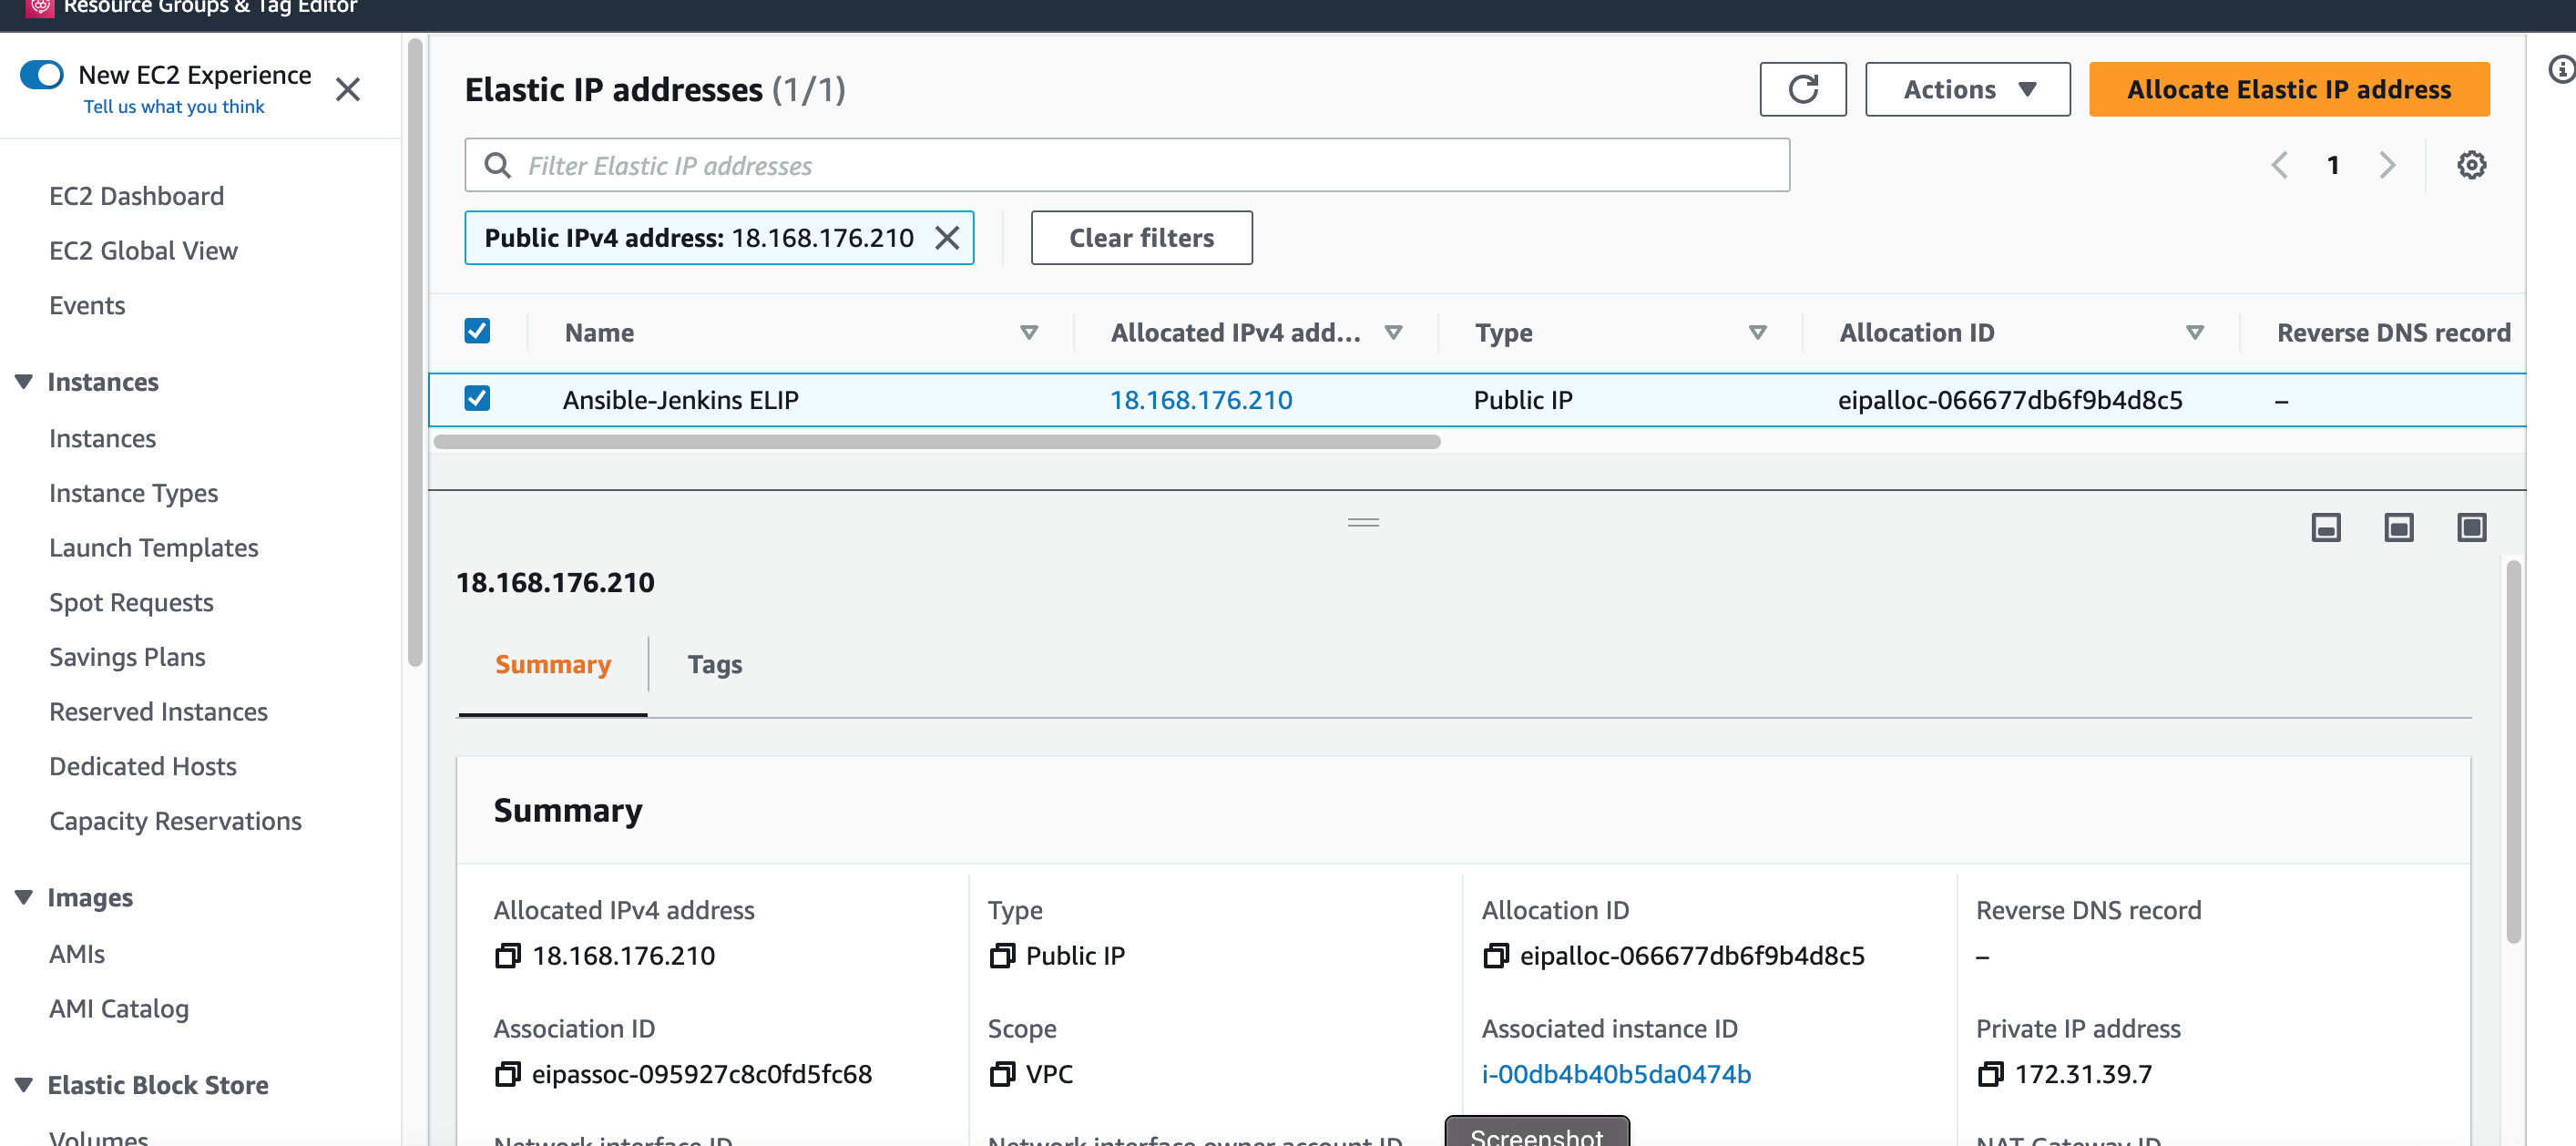 Resource Groups & Tag Editor
New EC2 Experience
Tell us what you think
EC2 Dashboard
EC2 Global View
Events
Instances
Instances
Instance Types
Launch Templates
Spot Requests
Savings Plans
Reserved Instances
Dedicated Hosts
Capacity Reservations
Images
AMIs
AMI Catalog
Elastic Block Store
Volumes
Elastic IP addresses (1/1)
Actions
Allocate Elastic IP address
Filter Elastic IP addresses
1
Public IPv4 address: 18.168.176.210
Clear filters
Name Allocated IPv4 add... Type Allocation ID Reverse DNS record
Ansible-Jenkins ELIP 18.168.176.210 Public IP eipalloc-066677db6f9b4d8c5 –
18.168.176.210
Summary Tags
Summary
Allocated IPv4 address Type Allocation ID Reverse DNS record
18.168.176.210 Public IP eipalloc-066677db6f9b4d8c5 –
Association ID Scope Associated instance ID Private IP address
eipassoc-095927c8c0fd5fc68 VPC i-00db4b40b5da0474b 172.31.39.7
Network interface ID Network interface owner account ID NAT Gateway ID
Screenshot